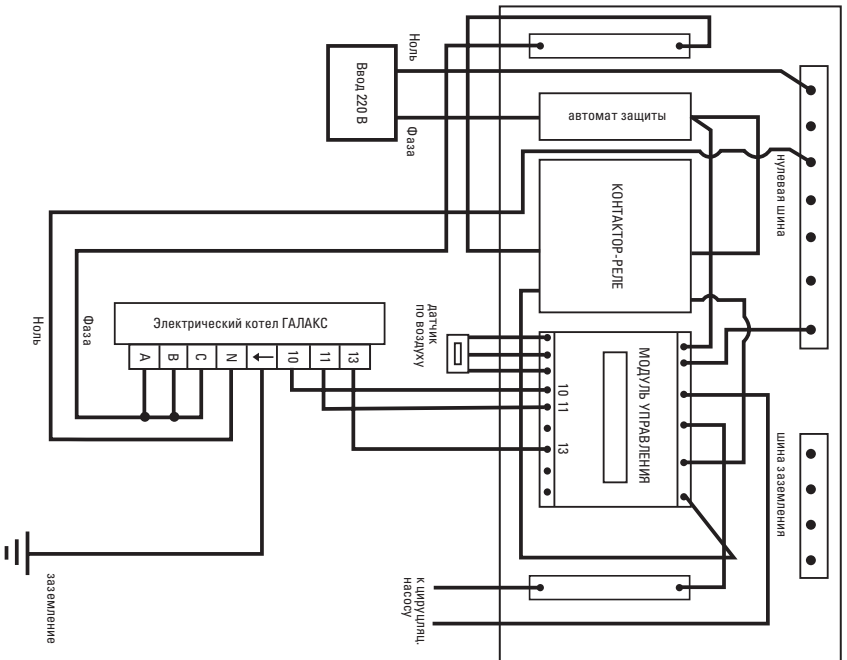 Ноль
Ввод 220 В
Фаза
автомат защиты
нулевая шина
КОНТАКТОР-РЕЛЕ
Электрический котел ГАЛАКС
A
B
C
N
←
10
11
13
датчик
по воздуху
МОДУЛЬ УПРАВЛЕНИЯ
10
11
13
шина заземления
Ноль
Фаза
к цируцляц.
насосу
заземление